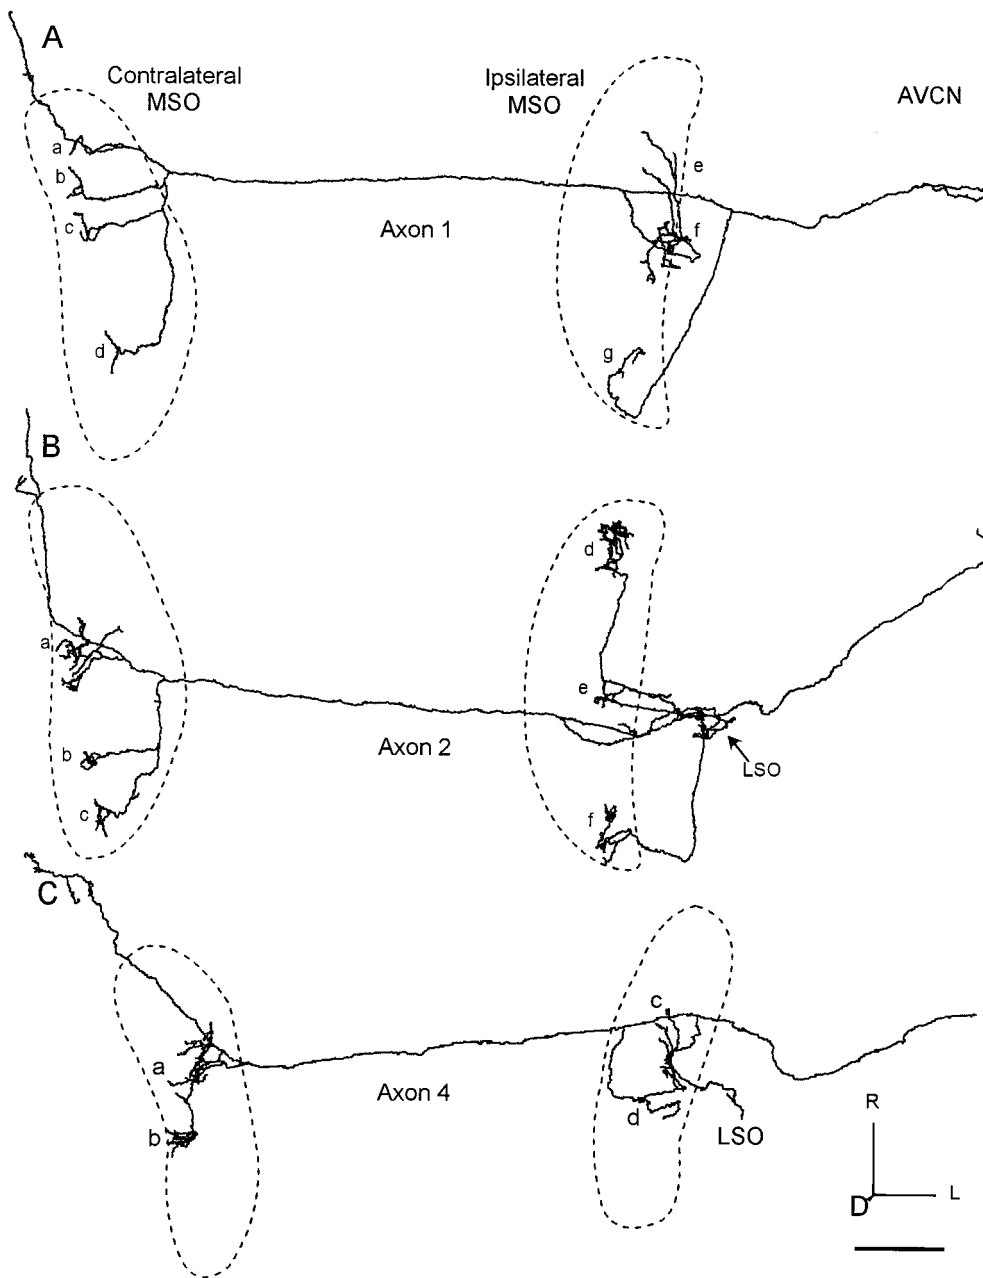 A
Contralateral
MSO
Ipsilateral
MSO
AVCN
a
b
c
d
e
f
g
Axon 1
B
a
b
c
d
e
f
Axon 2
LSO
C
a
b
c
d
Axon 4
LSO
R
D
L